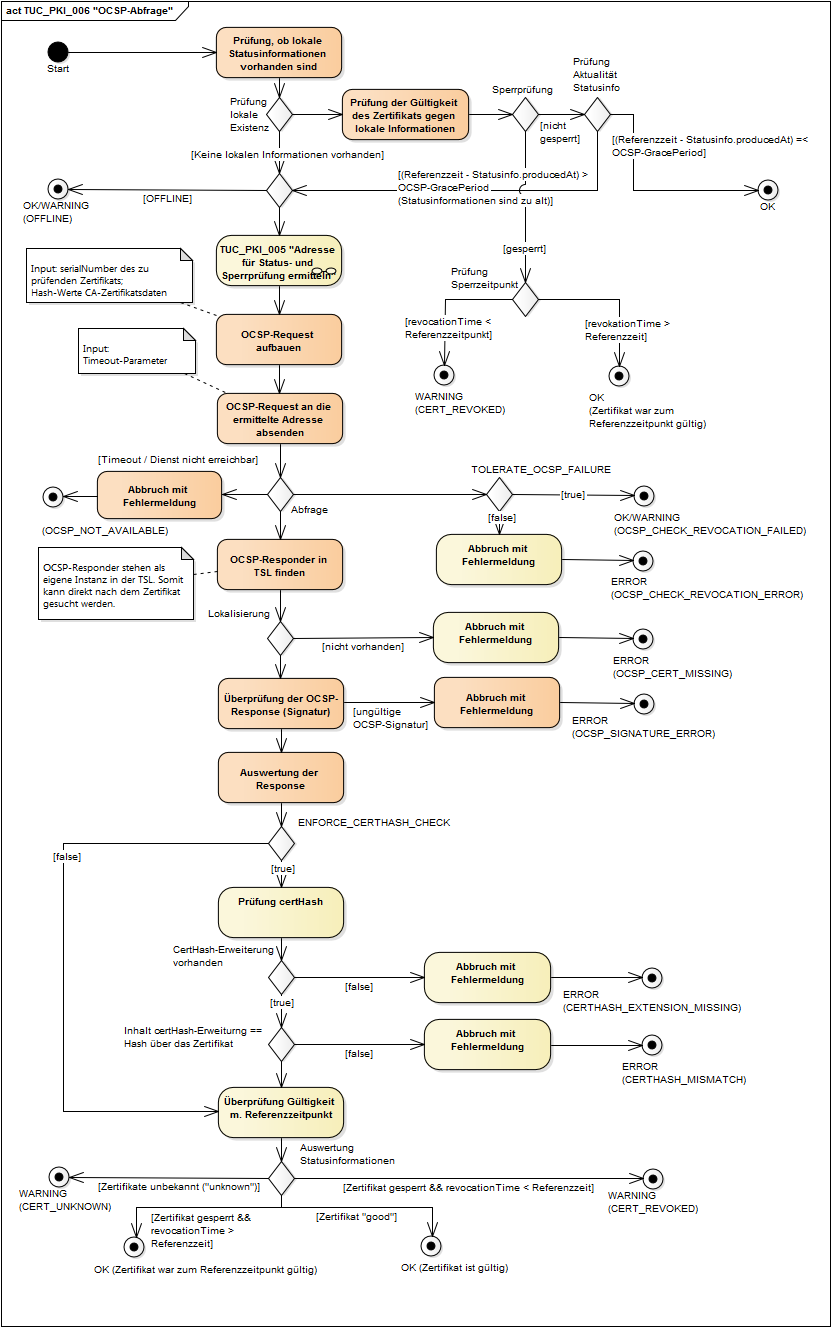 act TUC_PKI_006 "OCSP-Abfrage"
Start
Prüfung, ob lokale
Statusinformationen
vorhanden sind
Prüfung
lokale
Existenz
Prüfung der Gültigkeit
des Zertifikats gegen
lokale Informationen
Sperrprüfung
[nicht
gesperrt]
Prüfung
Aktualität
Statusinfo
[(Referenzzeit - Statusinfo.producedAt) =<
OCSP-GracePeriod]
OK
[Keine lokalen Informationen vorhanden]
[(Referenzzeit - Statusinfo.producedAt) >
OCSP-GracePeriod
(Statusinformationen sind zu alt)]
[OFFLINE]
OK/WARNING
(OFFLINE)
[gesperrt]
TUC_PKI_005 "Adresse
für Status- und
Sperrprüfung ermitteln"
Input: serialNumber des zu
prüfenden Zertifikats;
Hash-Werte CA-Zertifikatsdaten
Prüfung
Sperrzeitpunkt
OCSP-Request
aufbauen
[revocationTime <
Referenzzeitpunkt]
[revokationTime >
Referenzzeit]
Input:
Timeout-Parameter
WARNING
(CERT_REVOKED)
OK
(Zertifikat war zum
Referenzzeitpunkt gültig)
OCSP-Request an die
ermittelte Adresse
absenden
[Timeout / Dienst nicht erreichbar]
Abbruch mit
Fehlermeldung
(OCSP_NOT_AVAILABLE)
Abfrage
TOLERATE_OCSP_FAILURE
[true]
OK/WARNING
(OCSP_CHECK_REVOCATION_FAILED)
[false]
Abbruch mit
Fehlermeldung
ERROR
(OCSP_CHECK_REVOCATION_ERROR)
OCSP-Responder in
TSL finden
OCSP-Responder stehen als
eigene Instanz in der TSL. Somit
kann direkt nach dem Zertifikat
gesucht werden.
Lokalisierung
[nicht vorhanden]
Abbruch mit
Fehlermeldung
ERROR
(OCSP_CERT_MISSING)
Überprüfung der OCSP-
Response (Signatur)
[ungültige
OCSP-Signatur]
Abbruch mit
Fehlermeldung
ERROR
(OCSP_SIGNATURE_ERROR)
Auswertung der
Response
ENFORCE_CERTHASH_CHECK
[false]
[true]
Prüfung certHash
CertHash-Erweiterung
vorhanden
[false]
Abbruch mit
Fehlermeldung
ERROR
(CERTHASH_EXTENSION_MISSING)
[true]
Inhalt certHash-Erweiturng ==
Hash über das Zertifikat
[false]
Abbruch mit
Fehlermeldung
ERROR
(CERTHASH_MISMATCH)
Überprüfung Gültigkeit
m. Referenzzeitpunkt
Auswertung
Statusinformationen
[Zertifikate unbekannt ("unknown")]
WARNING
(CERT_UNKNOWN)
[Zertifikat gesperrt && revocationTime < Referenzzeit]
WARNING
(CERT_REVOKED)
[Zertifikat gesperrt &&
revocationTime >
Referenzzeit]
[Zertifikat "good"]
OK (Zertifikat war zum Referenzzeitpunkt gültig)
OK (Zertifikat ist gültig)